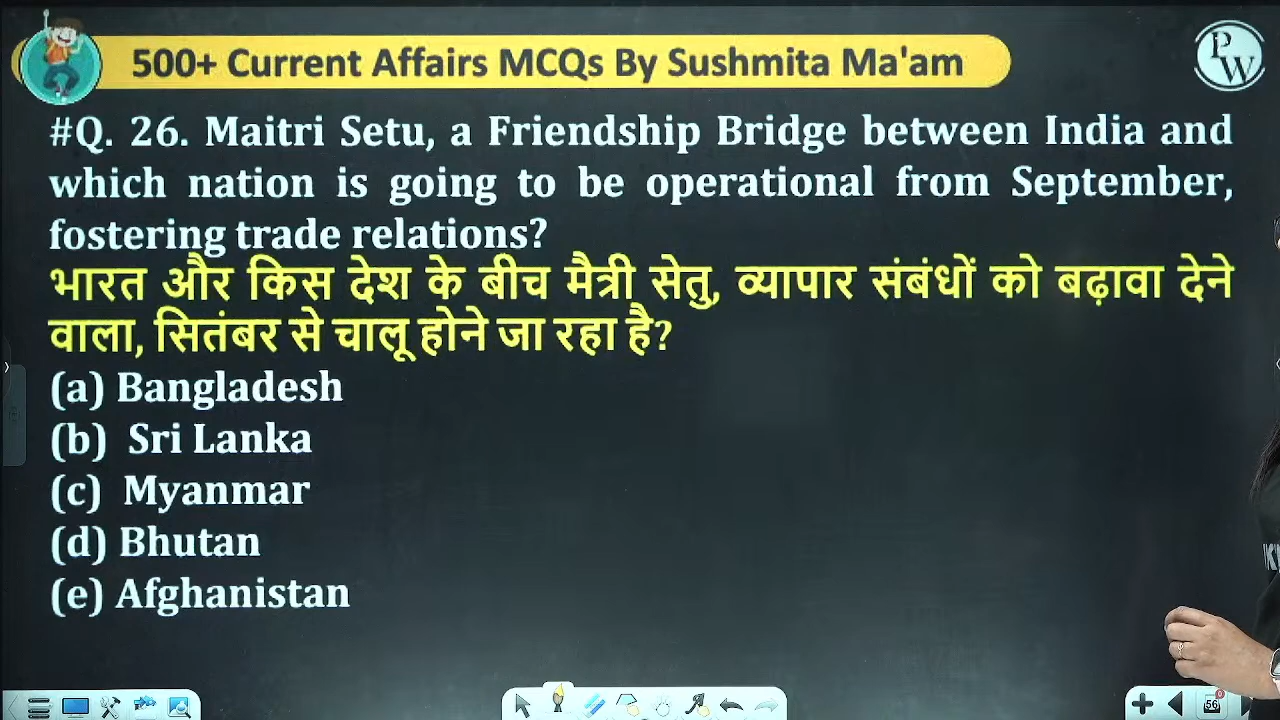 500+ Current Affairs MCQs By Sushmita Ma'am
PW
#Q. 26. Maitri Setu, a Friendship Bridge between India and
which nation is going to be operational from September,
fostering trade relations?
भारत और किस देश के बीच मैत्री सेतु, व्यापार संबंधों को बढ़ावा देने
वाला, सितंबर से चालू होने जा रहा है?
(a) Bangladesh
(b) Sri Lanka
(c) Myanmar
(d) Bhutan
(e) Afghanistan
56